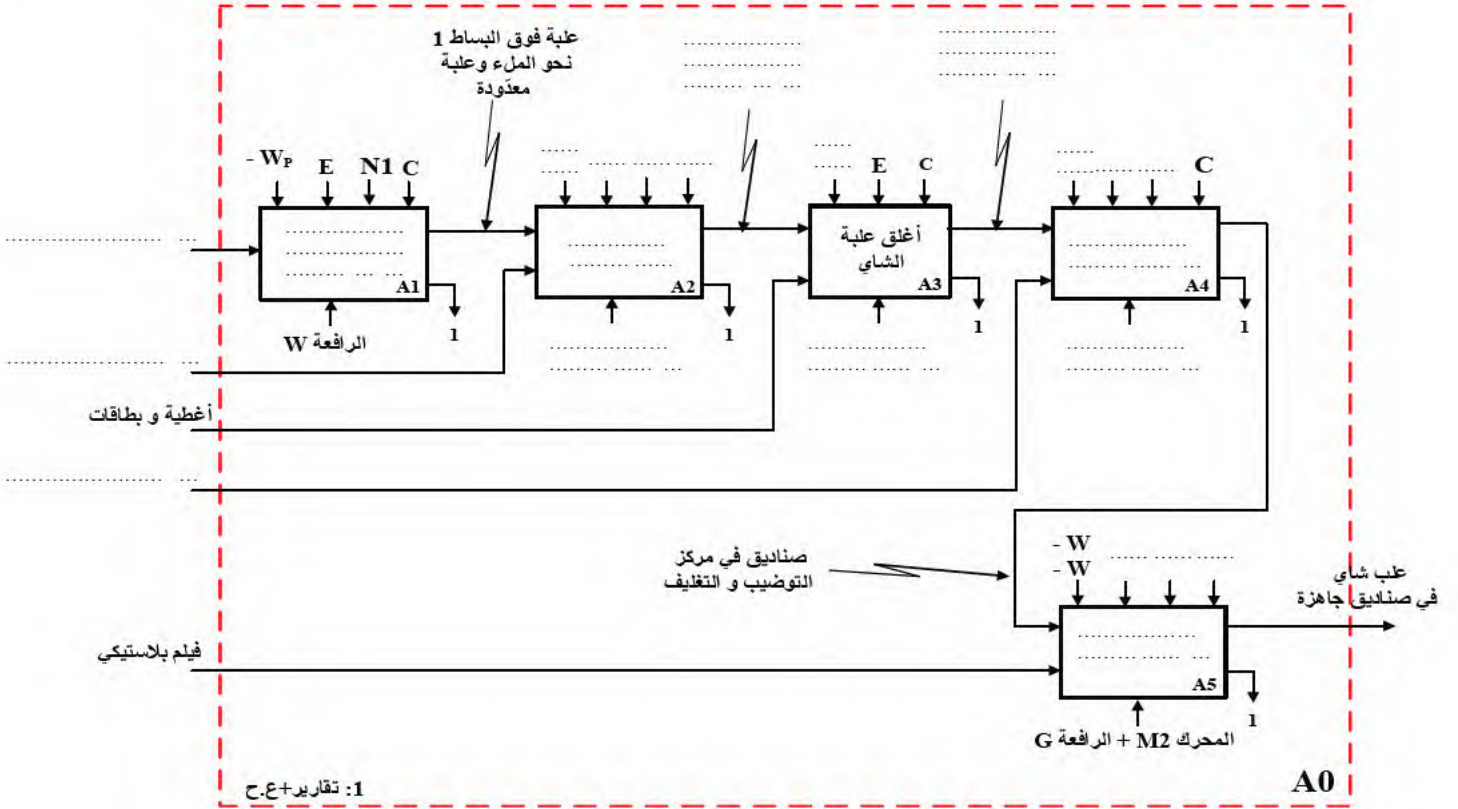 علبة فوق البساط 1
نحو الملء وعلبة
معدّودة
.................
.................
......... ... ...
.................
.................
......... ... ...
- WP E N1 C
......
......
...... ...... ......
......
......
E C
......
......
...... ......
C
..................... ...
.................
.................
......... ... ...
A1
..............
......... ......
A2
أغلق علبة
الشاي
A3
.................
......... ...... ...
A4
1
1
1
1
الرافعة W
..................
......... ...... ...
..................
......... ...... ...
..................
......... ...... ...
..................... ...
أغطية و بطاقات
..................... ...
صناديق في مركز
التوضيب و التغليف
- W
- W
...... ...... ......
علب شاي
في صناديق جاهزة
فيلم بلاستيكي
.................
......... ...... ...
A5
1
المحرك M2 + الرافعة G
1: تقارير+ع.ح
A0